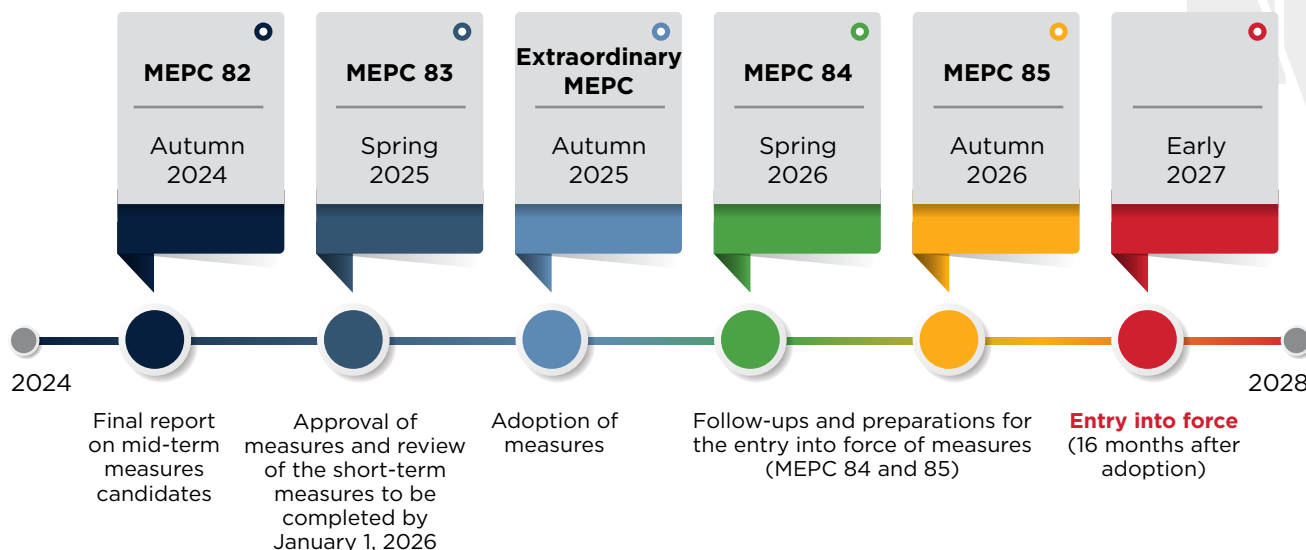 MEPC 82
Autumn
2024
MEPC 83
Spring
2025
Extraordinary
MEPC
Autumn
2025
MEPC 84
Spring
2026
MEPC 85
Autumn
2026
Early
2027
2024
2028
Final report
on mid-term
measures
candidates
Approval of
measures and review
of the short-term
measures to be
completed by
January 1, 2026
Adoption of
measures
Follow-ups and preparations for
the entry into force of measures
(MEPC 84 and 85)
Entry into force
(16 months after
adoption)